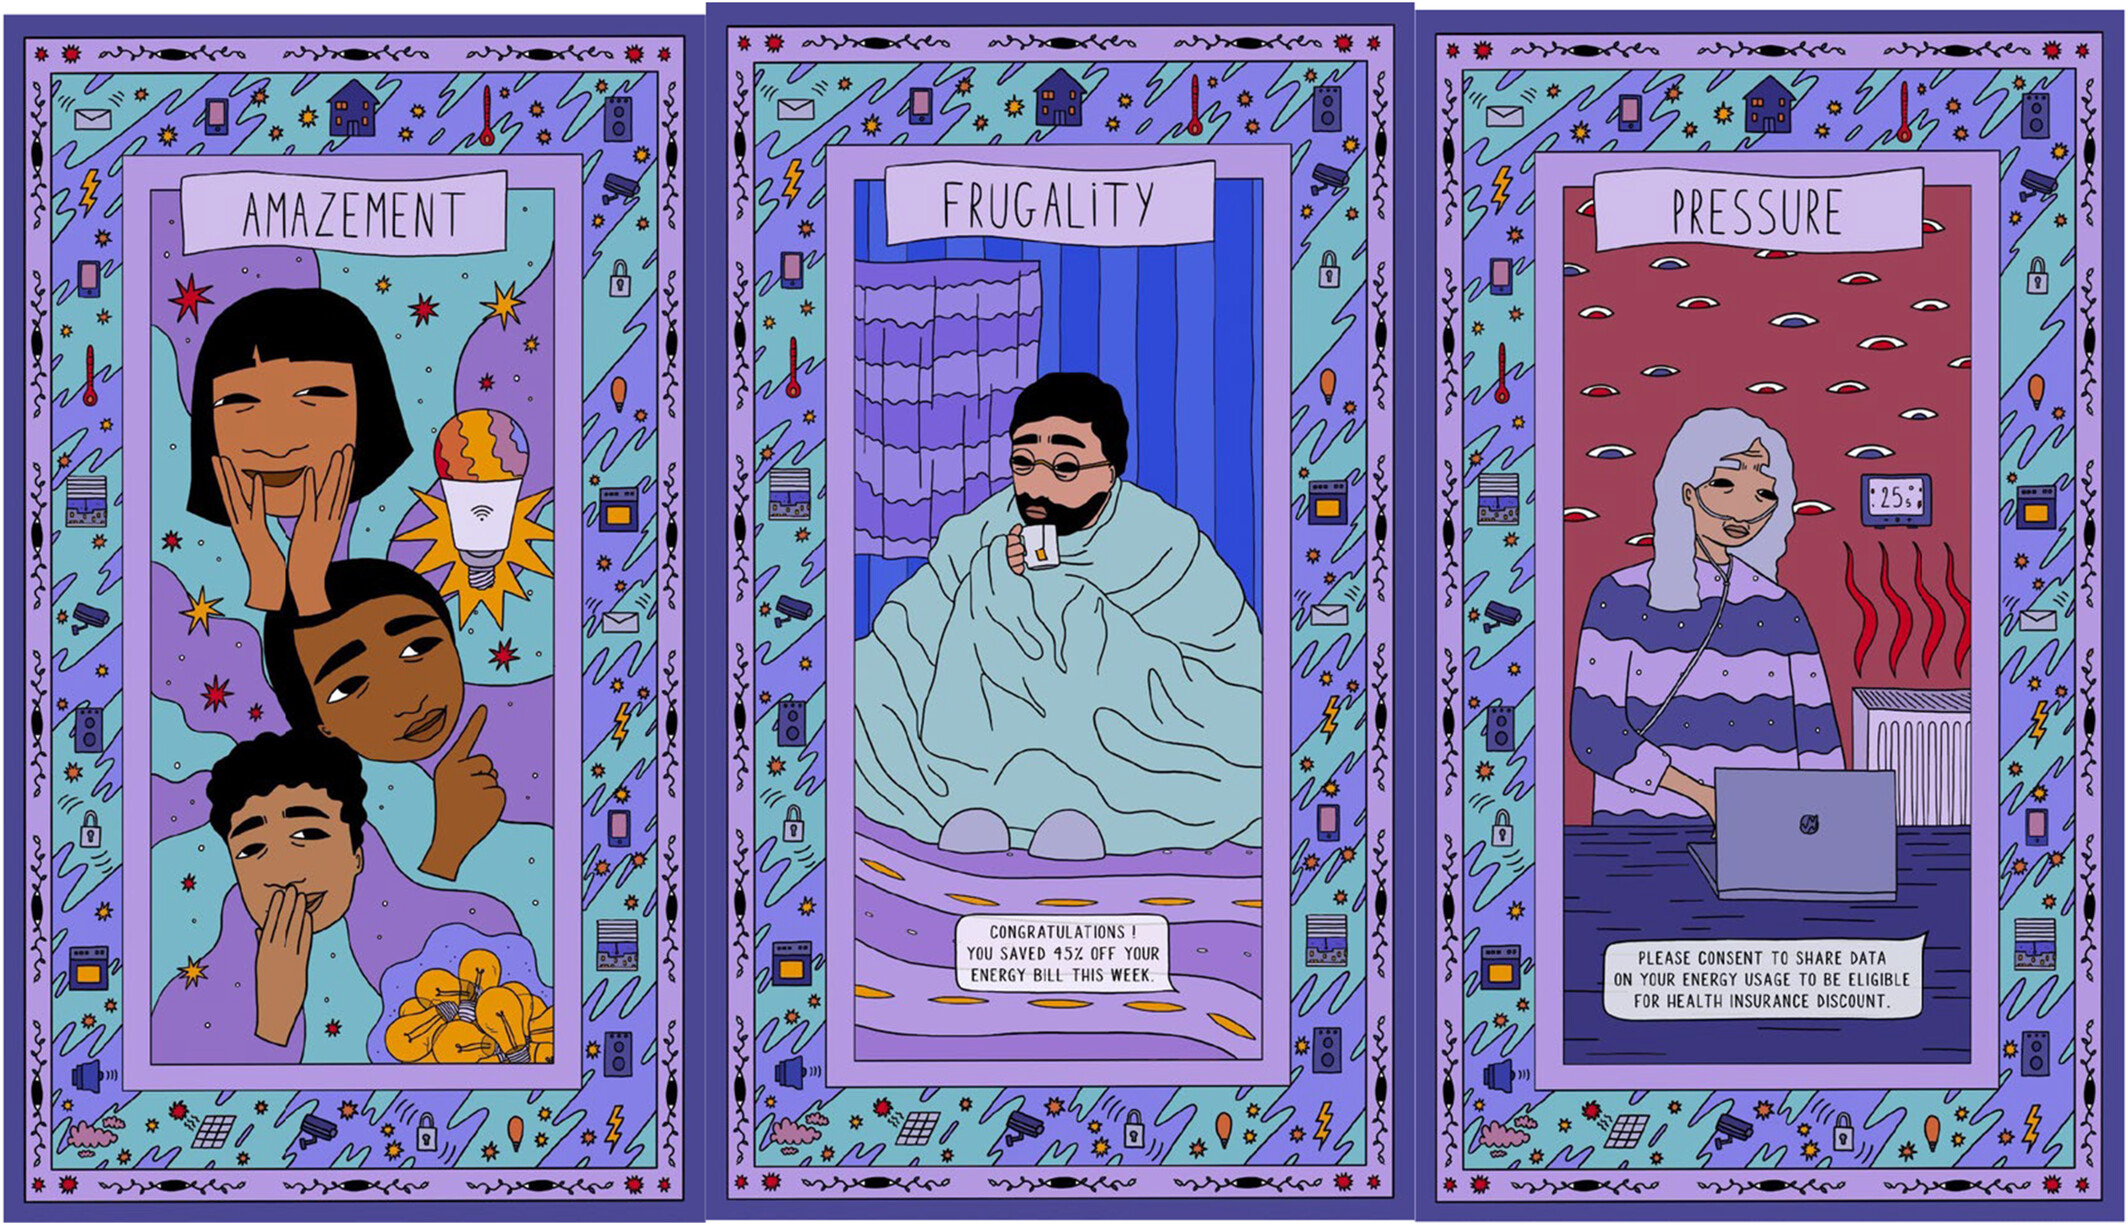 AMAZEMENT
FRUGALiTY
CONGRATULATIONS !
YOU SAVED 45% OFF YOUR
ENERGY BILL THIS WEEK.
PRESSURE
25s
PLEASE CONSENT TO SHARE DATA
ON YOUR ENERGY USAGE TO BE ELIGIBLE
FOR HEALTH INSURANCE DISCOUNT.